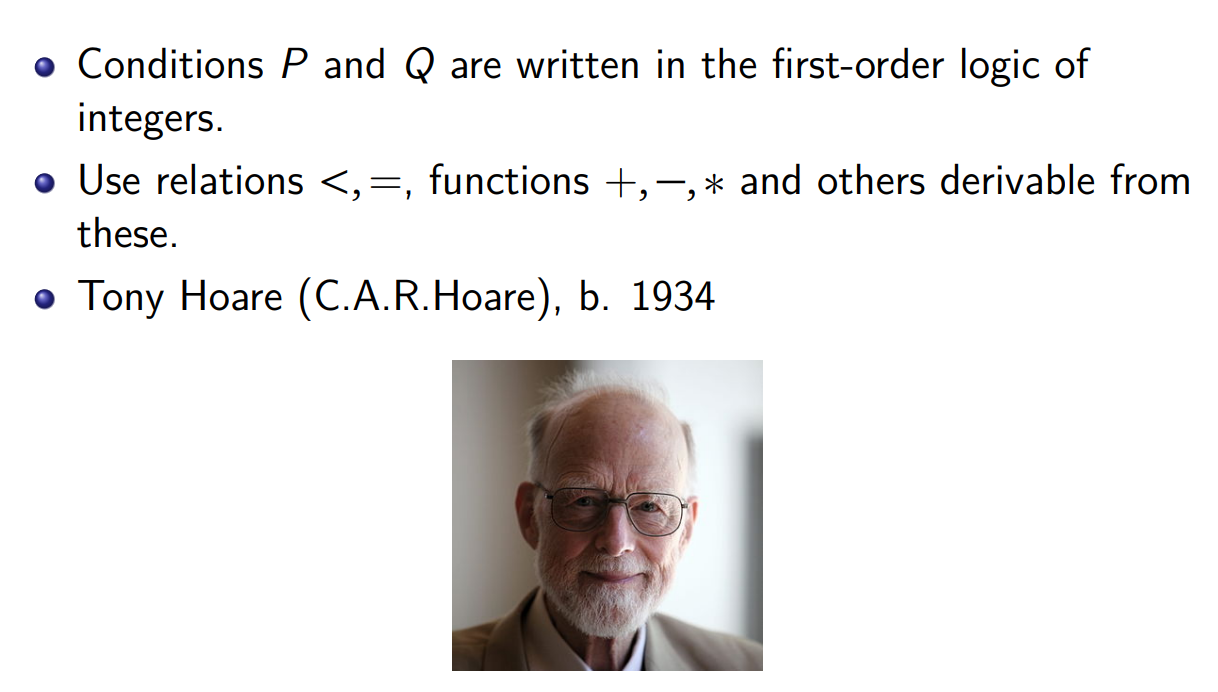 Conditions P and Q are written in the first-order logic of
integers.
Use relations <,=, functions +,−,∗ and others derivable from
these.
Tony Hoare (C.A.R.Hoare), b. 1934